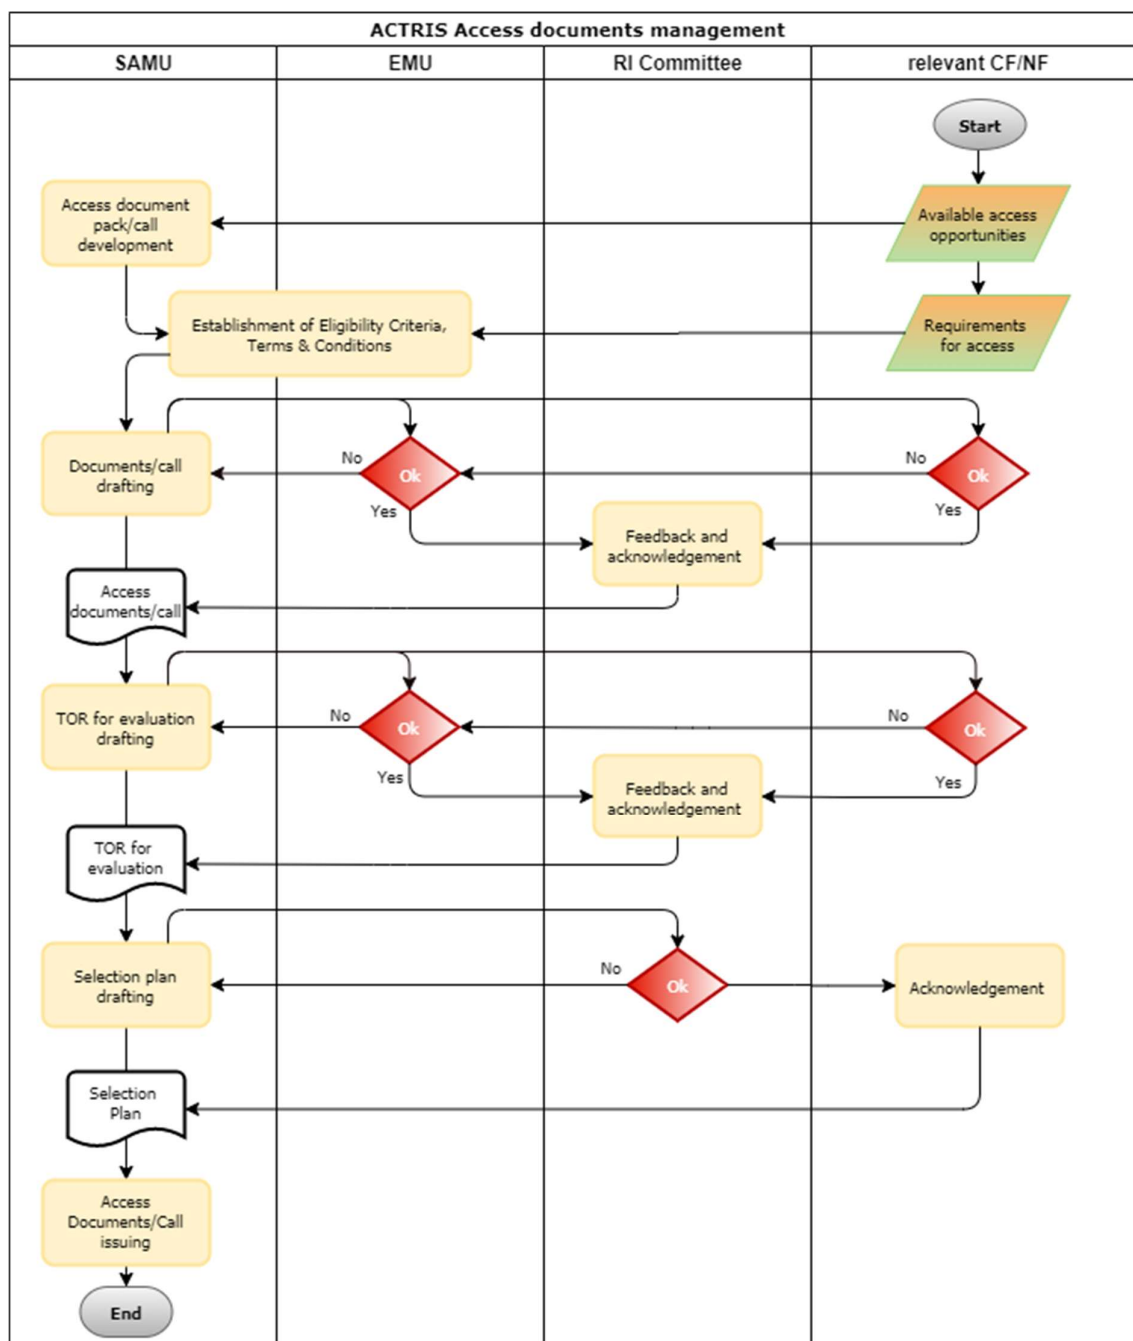 ACTRIS Access documents management
SAMU
EMU
RI Committee
relevant CF/NF
Start
Access document
pack/call
development
Available access
opportunities
Establishment of Eligibility Criteria,
Terms & Conditions
Requirements
for access
Documents/call
drafting
No
Ok
Yes
No
Ok
Yes
Feedback and
acknowledgement
Access
documents/call
TOR for evaluation
drafting
No
Ok
Yes
No
Ok
Yes
Feedback and
acknowledgement
TOR for
evaluation
Selection plan
drafting
No
Ok
Acknowledgement
Selection
Plan
Access
Documents/Call
issuing
End